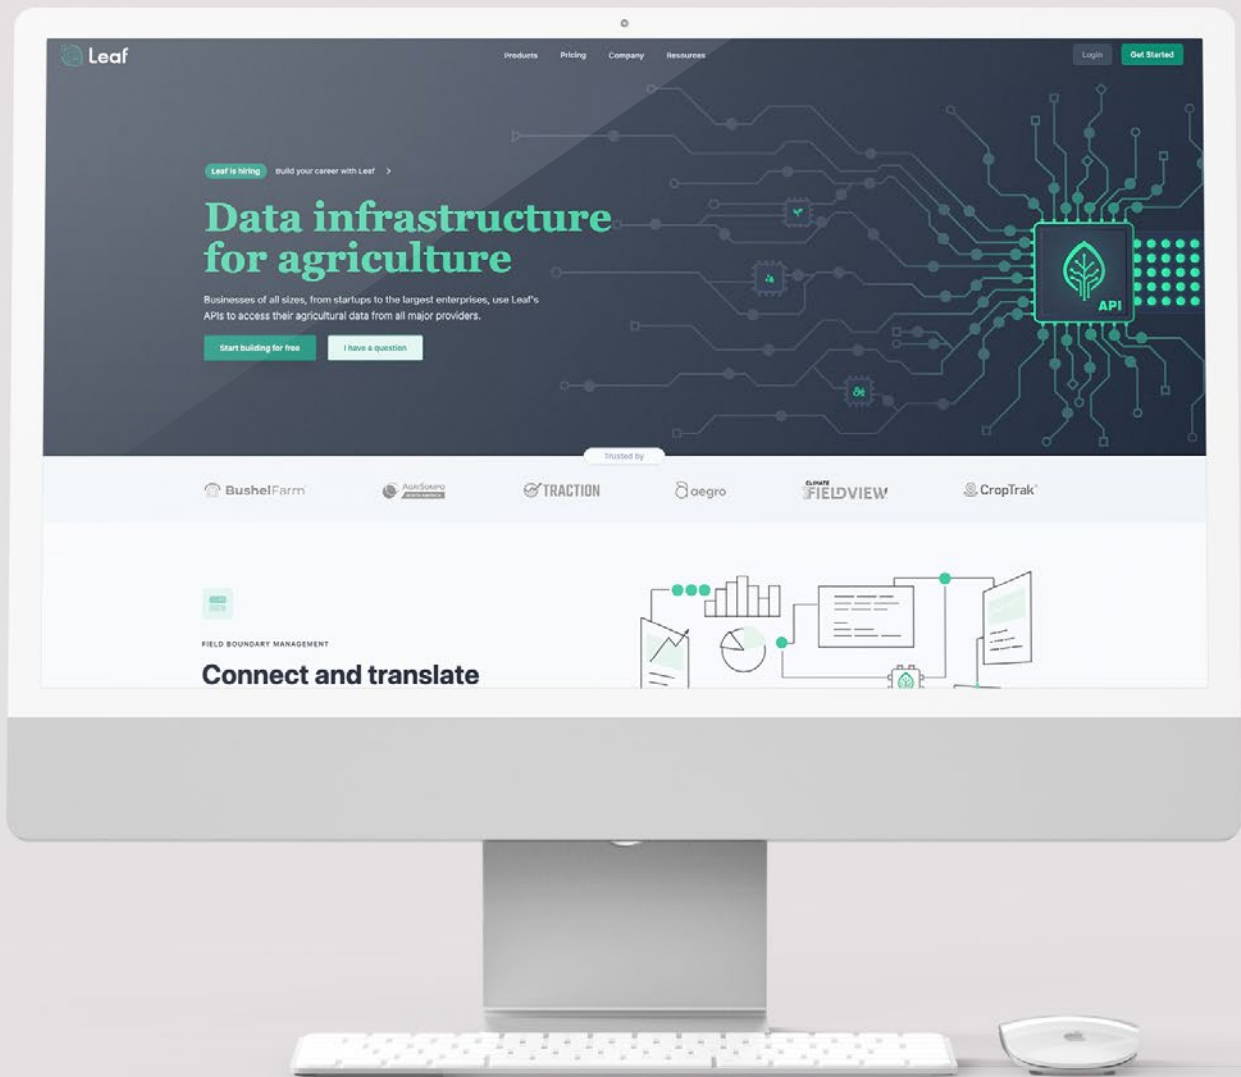 Leaf
Products Pricing Company Resources
Login Get Started
Leaf is hiring Build your career with Leaf >
Data infrastructure
for agriculture
Businesses of all sizes, from startups to the largest enterprises, use Leaf's
APIs to access their agricultural data from all major providers.
Start building for free I have a question
API
Trusted by
BushelFarm
AgriSompo
NORTH AMERICA
TRACTION
aegro
CLIMATE
FIELDVIEW
CropTrak®
FIELD BOUNDARY MANAGEMENT
Connect and translate